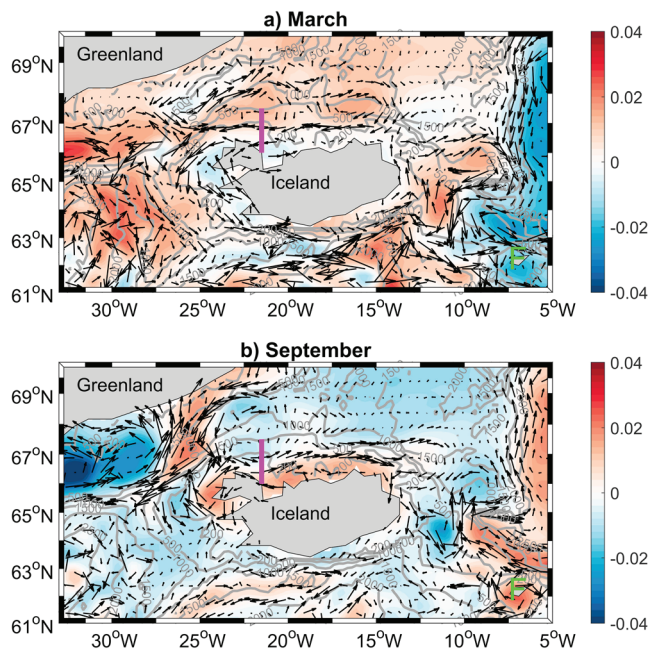 a) March
Greenland
Iceland
F
69°N
67°N
65°N
63°N
61°N
30°W 25°W 20°W 15°W 10°W 5°W
0.04
0.02
0
-0.02
-0.04
b) September
Greenland
Iceland
F
69°N
67°N
65°N
63°N
61°N
30°W 25°W 20°W 15°W 10°W 5°W
0.04
0.02
0
-0.02
-0.04